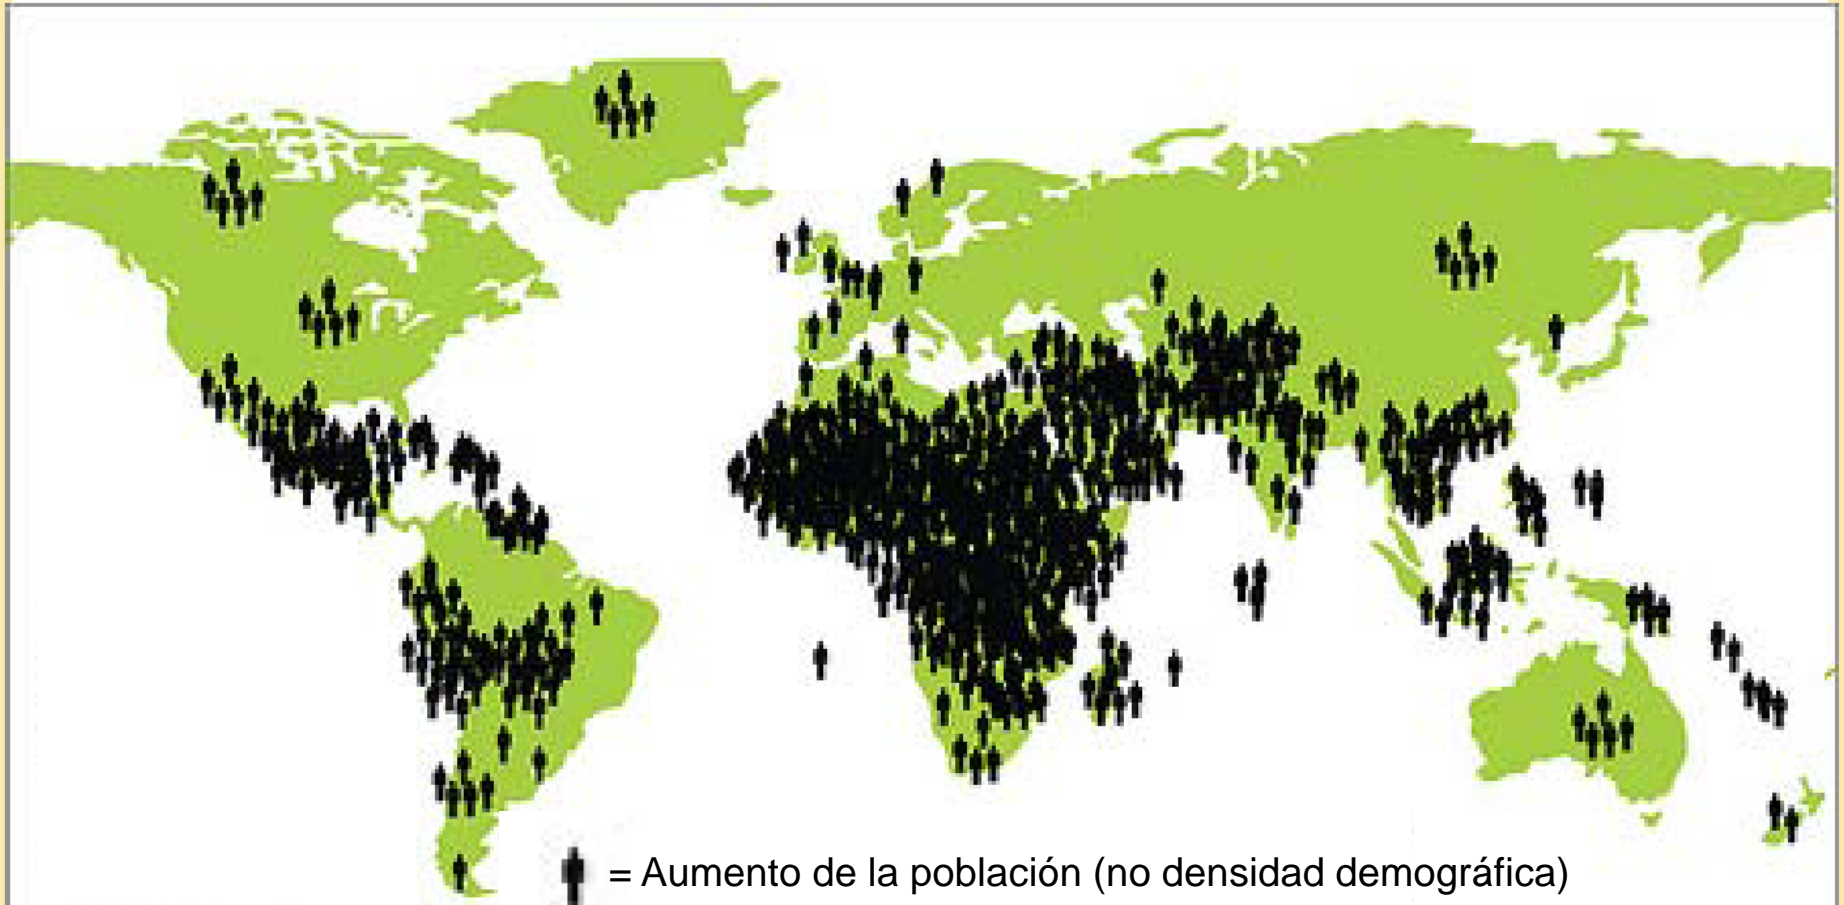 = Aumento de la población (no densidad demográfica)